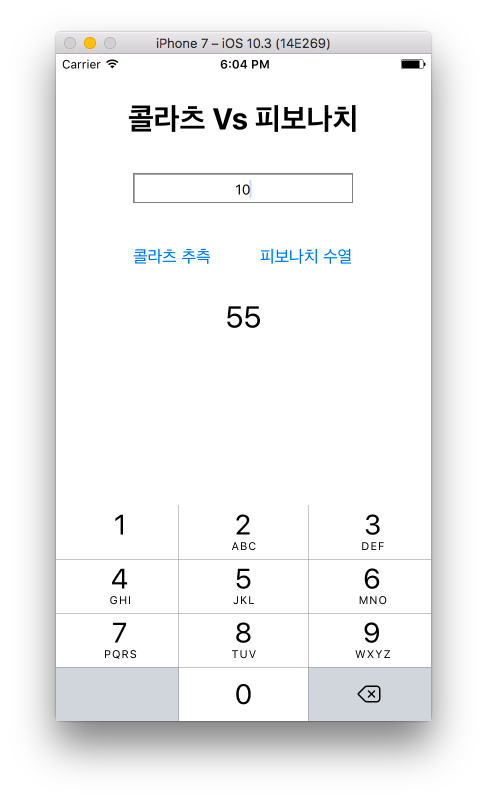 iPhone 7 – iOS 10.3 (14E269)
Carrier 6:04 PM
콜라츠 Vs 피보나치
10
콜라츠 추측 피보나치 수열
55
1 2 3
ABC DEF
4 5 6
GHI JKL MNO
7 8 9
PQRS TUV WXYZ
0